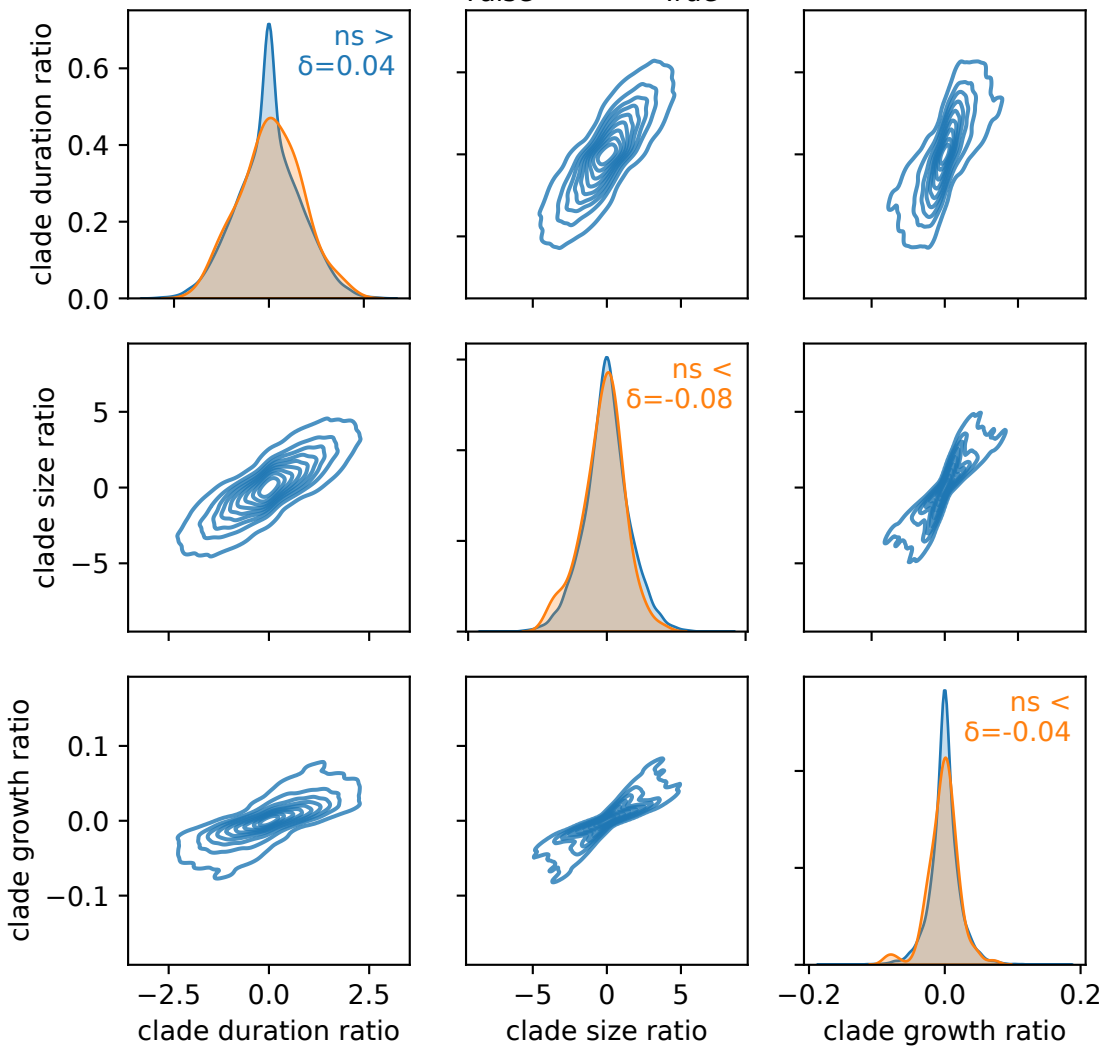 clade duration ratio
0.6
0.4
0.2
0.0
ns >
δ=0.04
−5
0
5
clade size ratio
5
0
−5
ns <
δ=-0.08
clade growth ratio
0.1
0.0
−0.1
ns <
δ=-0.04
−2.5
0.0
2.5
clade duration ratio
−5
0
5
clade size ratio
−0.2
0.0
0.2
clade growth ratio